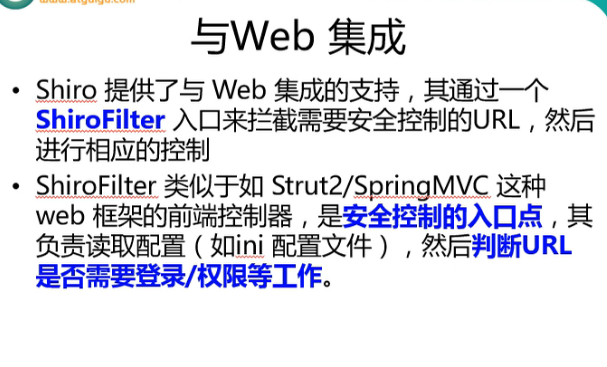 www.atguigu.com
与Web 集成
• Shiro 提供了与 Web 集成的支持，其通过一个
ShiroFilter 入口来拦截需要安全控制的URL，然后
进行相应的控制
• ShiroFilter 类似于如 Strut2/SpringMVC 这种
web 框架的前端控制器，是安全控制的入口点，其
负责读取配置（如ini 配置文件），然后判断URL
是否需要登录/权限等工作。